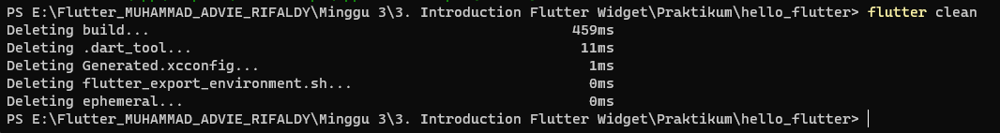 PS E:\Flutter_MUHAMMAD_ADVIE_RIFALDY\Minggu 3\3. Introduction Flutter Widget\Praktikum\hello_flutter> flutter clean
Deleting build... 459ms
Deleting .dart_tool... 11ms
Deleting Generated.xcconfig... 1ms
Deleting flutter_export_environment.sh... 0ms
Deleting ephemeral... 0ms
PS E:\Flutter_MUHAMMAD_ADVIE_RIFALDY\Minggu 3\3. Introduction Flutter Widget\Praktikum\hello_flutter>